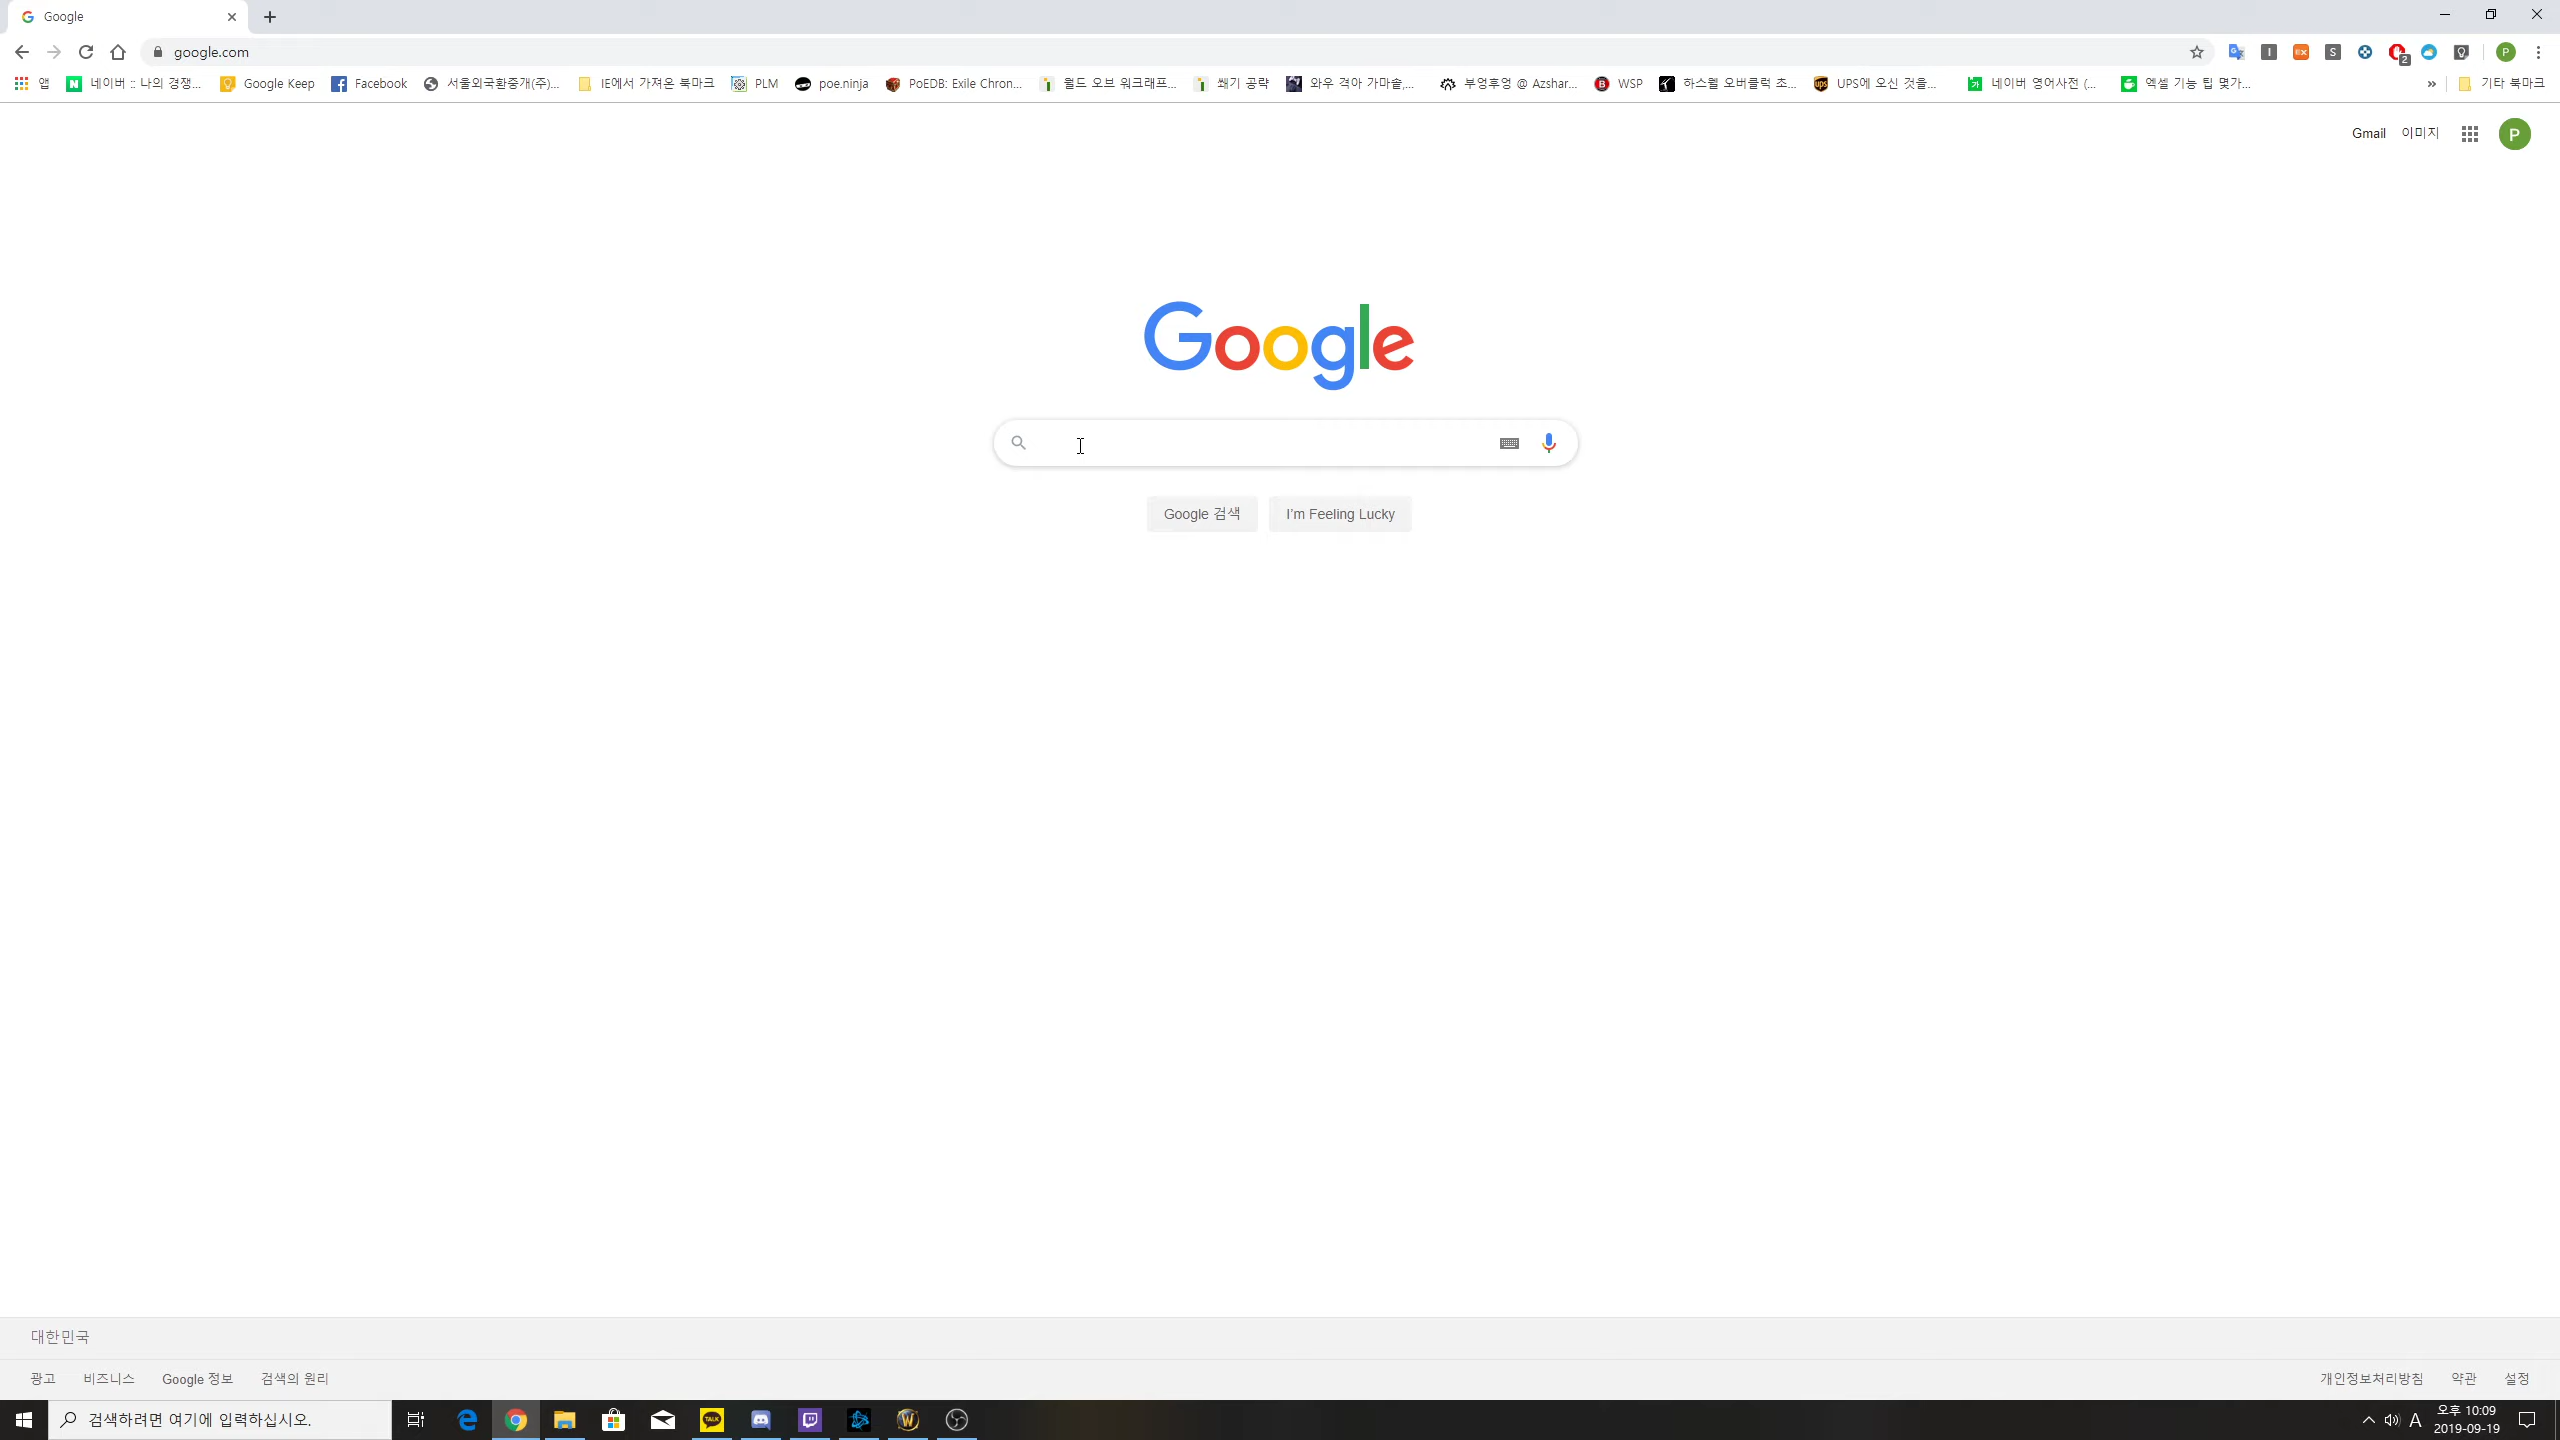 Google
google.com
앱 네이버 :: 나의 경쟁... Google Keep Facebook 서울외국환중개(주)... IE에서 가져온 북마크 PLM poe.ninja PoEDB: Exile Chron... 월드 오브 워크래프... 쐐기 공략 와우 격아 가마솥,... 부엉후엉 @ Azshar... WSP 하스웰 오버클럭 초... UPS에 오신 것을... 네이버 영어사전 (... 엑셀 기능 팁 몇가... » 기타 북마크
Gmail 이미지 P
Google
Google 검색 I'm Feeling Lucky
대한민국
광고 비즈니스 Google 정보 검색의 원리 개인정보처리방침 약관 설정
검색하려면 여기에 입력하십시오. TALK A 오후 10:09
2019-09-19